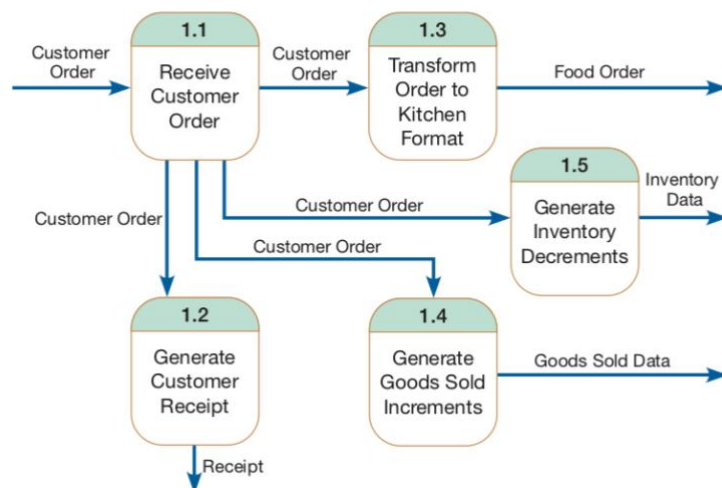 1.1
1.3
Customer
Order
Receive
Customer
Order
Customer
Order
Transform
Order to
Kitchen
Format
Food Order
1.5
Inventory
Data
Customer Order
Customer Order
Generate
Inventory
Decrements
Customer Order
1.2
1.4
Generate
Customer
Receipt
Generate
Goods Sold
Increments
Goods Sold Data
Receipt